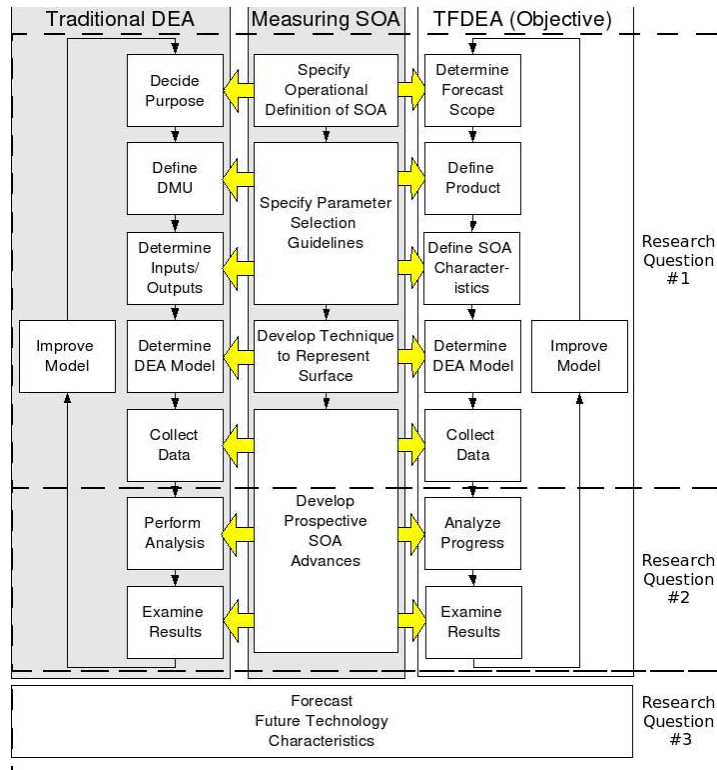 Traditional DEA
Measuring SOA
TFDEA (Objective)
Decide
Purpose
Specify
Operational
Definition of SOA
Determine
Forecast
Scope
Define
DMU
Specify Parameter
Selection
Guidelines
Define
Product
Determine
Inputs/
Outputs
Define SOA
Character-
istics
Research
Question
#1
Improve
Model
Determine
DEA Model
Develop Technique
to Represent
Surface
Determine
DEA Model
Improve
Model
Collect
Data
Collect
Data
Develop
Prospective
SOA
Advances
Perform
Analysis
Analyze
Progress
Research
Question
#2
Examine
Results
Examine
Results
Forecast
Future Technology
Characteristics
Research
Question
#3